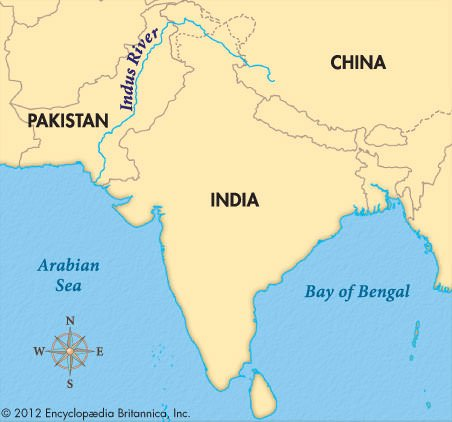 Indus River
CHINA
PAKISTAN
INDIA
Arabian
Sea
Bay of Bengal
N
W
E
S
© 2012 Encyclopædia Britannica, Inc.